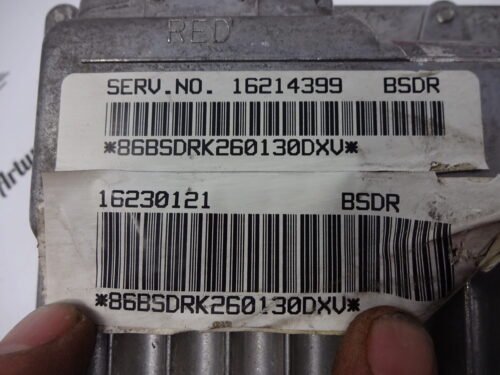 RED
SERV.NO. 16214399 BSDR
*86BSDRK260130DXV*
16230121 BSDR
*86BSDRK260130DXV*